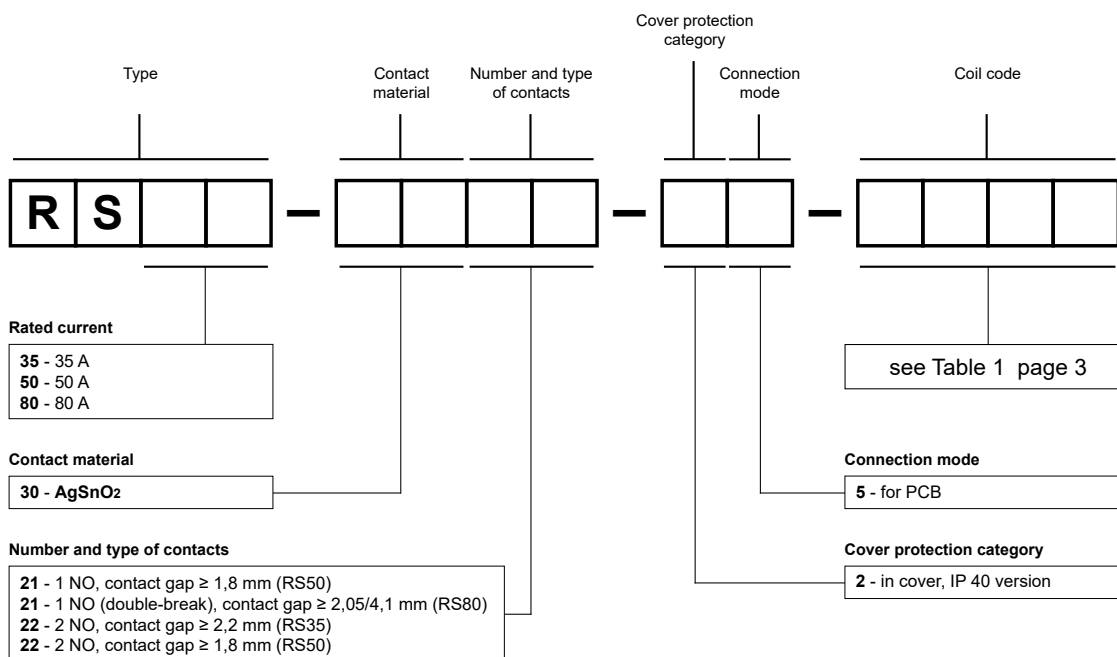 Cover protection
category
Type
Contact
material
Number and type
of contacts
Connection
mode
Coil code
R S – – –
Rated current
35 - 35 A
50 - 50 A
80 - 80 A
see Table 1 page 3
Contact material
30 - AgSnO2
Connection mode
5 - for PCB
Number and type of contacts
21 - 1 NO, contact gap ≥ 1,8 mm (RS50)
21 - 1 NO (double-break), contact gap ≥ 2,05/4,1 mm (RS80)
22 - 2 NO, contact gap ≥ 2,2 mm (RS35)
22 - 2 NO, contact gap ≥ 1,8 mm (RS50)
Cover protection category
2 - in cover, IP 40 version